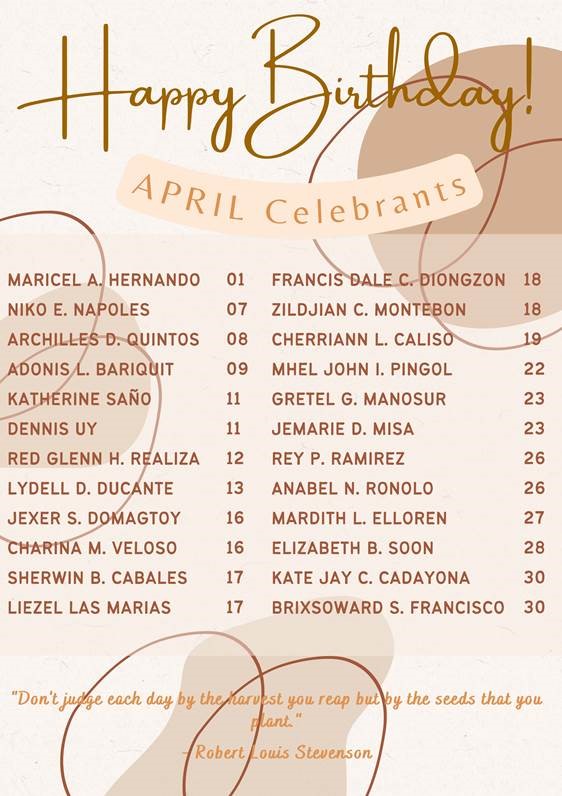 Happy Birthday!
APRIL Celebrants
MARICEL A. HERNANDO 01
NIKO E. NAPOLES 07
ARCHILLES D. QUINTOS 08
ADONIS L. BARIQUIT 09
KATHERINE SAÑO 11
DENNIS UY 11
RED GLENN H. REALIZA 12
LYDELL D. DUCANTE 13
JEXER S. DOMAGTOY 16
CHARINA M. VELOSO 16
SHERWIN B. CABALES 17
LIEZEL LAS MARIAS 17
FRANCIS DALE C. DIONGZON 18
ZILDJIAN C. MONTEBON 18
CHERRIANN L. CALISO 19
MHEL JOHN I. PINGOL 22
GRETEL G. MANOSUR 23
JEMARIE D. MISA 23
REY P. RAMIREZ 26
ANABEL N. RONOLO 26
MARDITH L. ELLOREN 27
ELIZABETH B. SOON 28
KATE JAY C. CADAYONA 30
BRIXSOWARD S. FRANCISCO 30
"Don't judge each day by the harvest you reap but by the seeds that you
plant."
- Robert Louis Stevenson